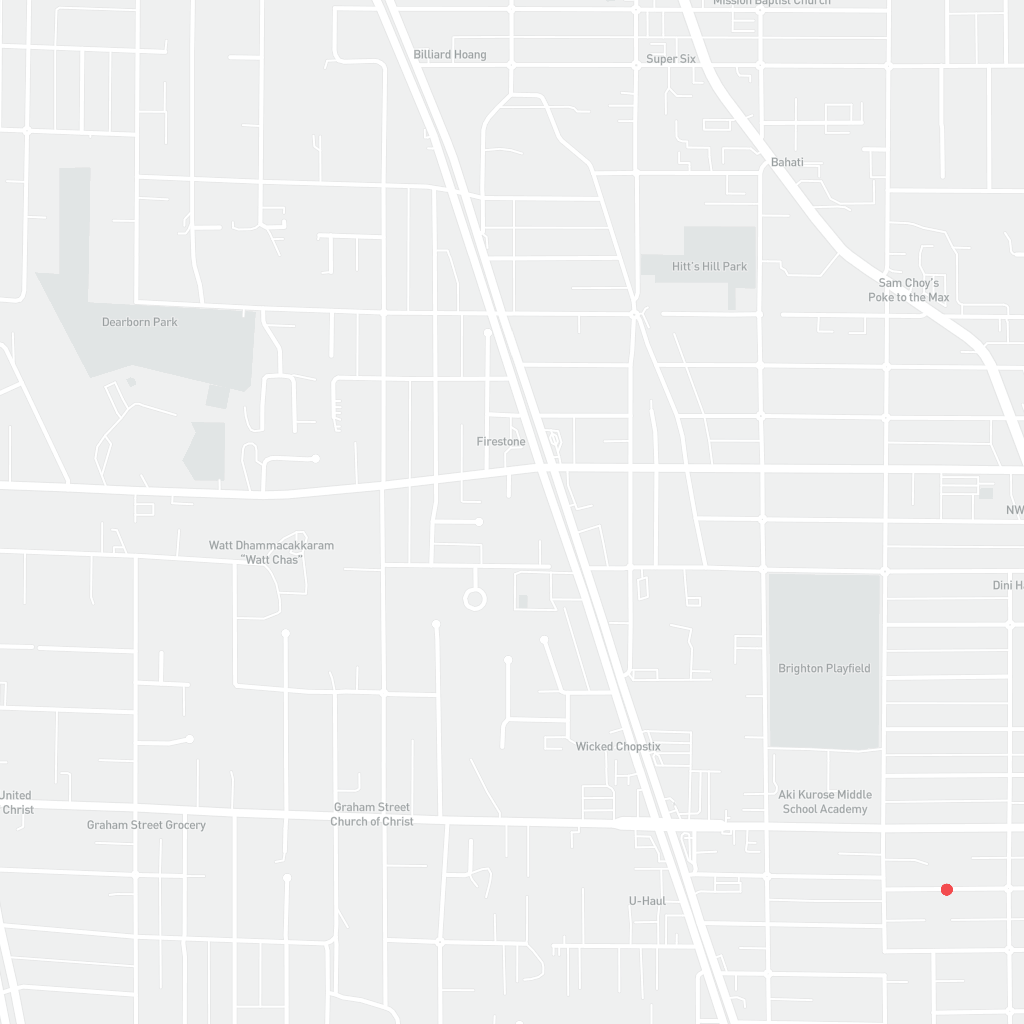 Mission Baptist Church
Billiard Hoang
Super Six
Bahati
Hitt's Hill Park
Sam Choy's
Poke to the Max
Dearborn Park
Firestone
NW
Watt Dhammacakkaram
“Watt Chas”
Dini Ha
Brighton Playfield
Wicked Chopstix
United
Christ
Graham Street Grocery
Graham Street
Church of Christ
Aki Kurose Middle
School Academy
U-Haul